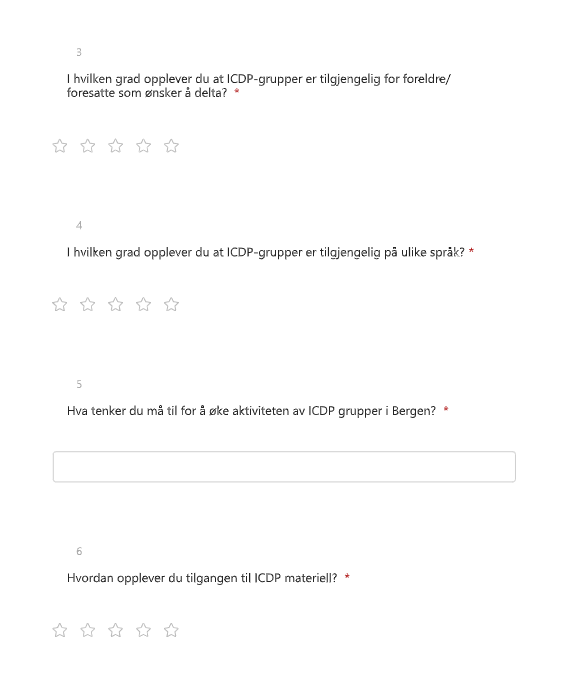 3
I hvilken grad opplever du at ICDP-grupper er tilgjengelig for foreldre/
foresatte som ønsker å delta? *
4
I hvilken grad opplever du at ICDP-grupper er tilgjengelig på ulike språk? *
5
Hva tenker du må til for å øke aktiviteten av ICDP grupper i Bergen? *
6
Hvordan opplever du tilgangen til ICDP materiell? *